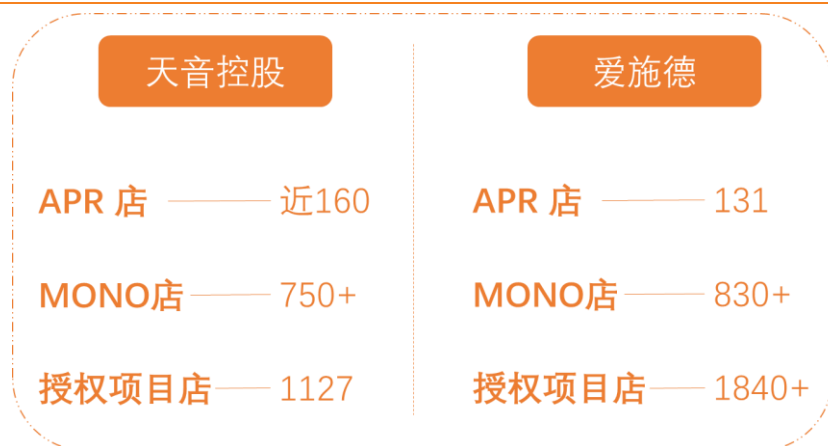 天音控股
APR 店 近160
MONO店 750+
授权项目店 1127
爱施德
APR 店 131
MONO店 830+
授权项目店 1840+